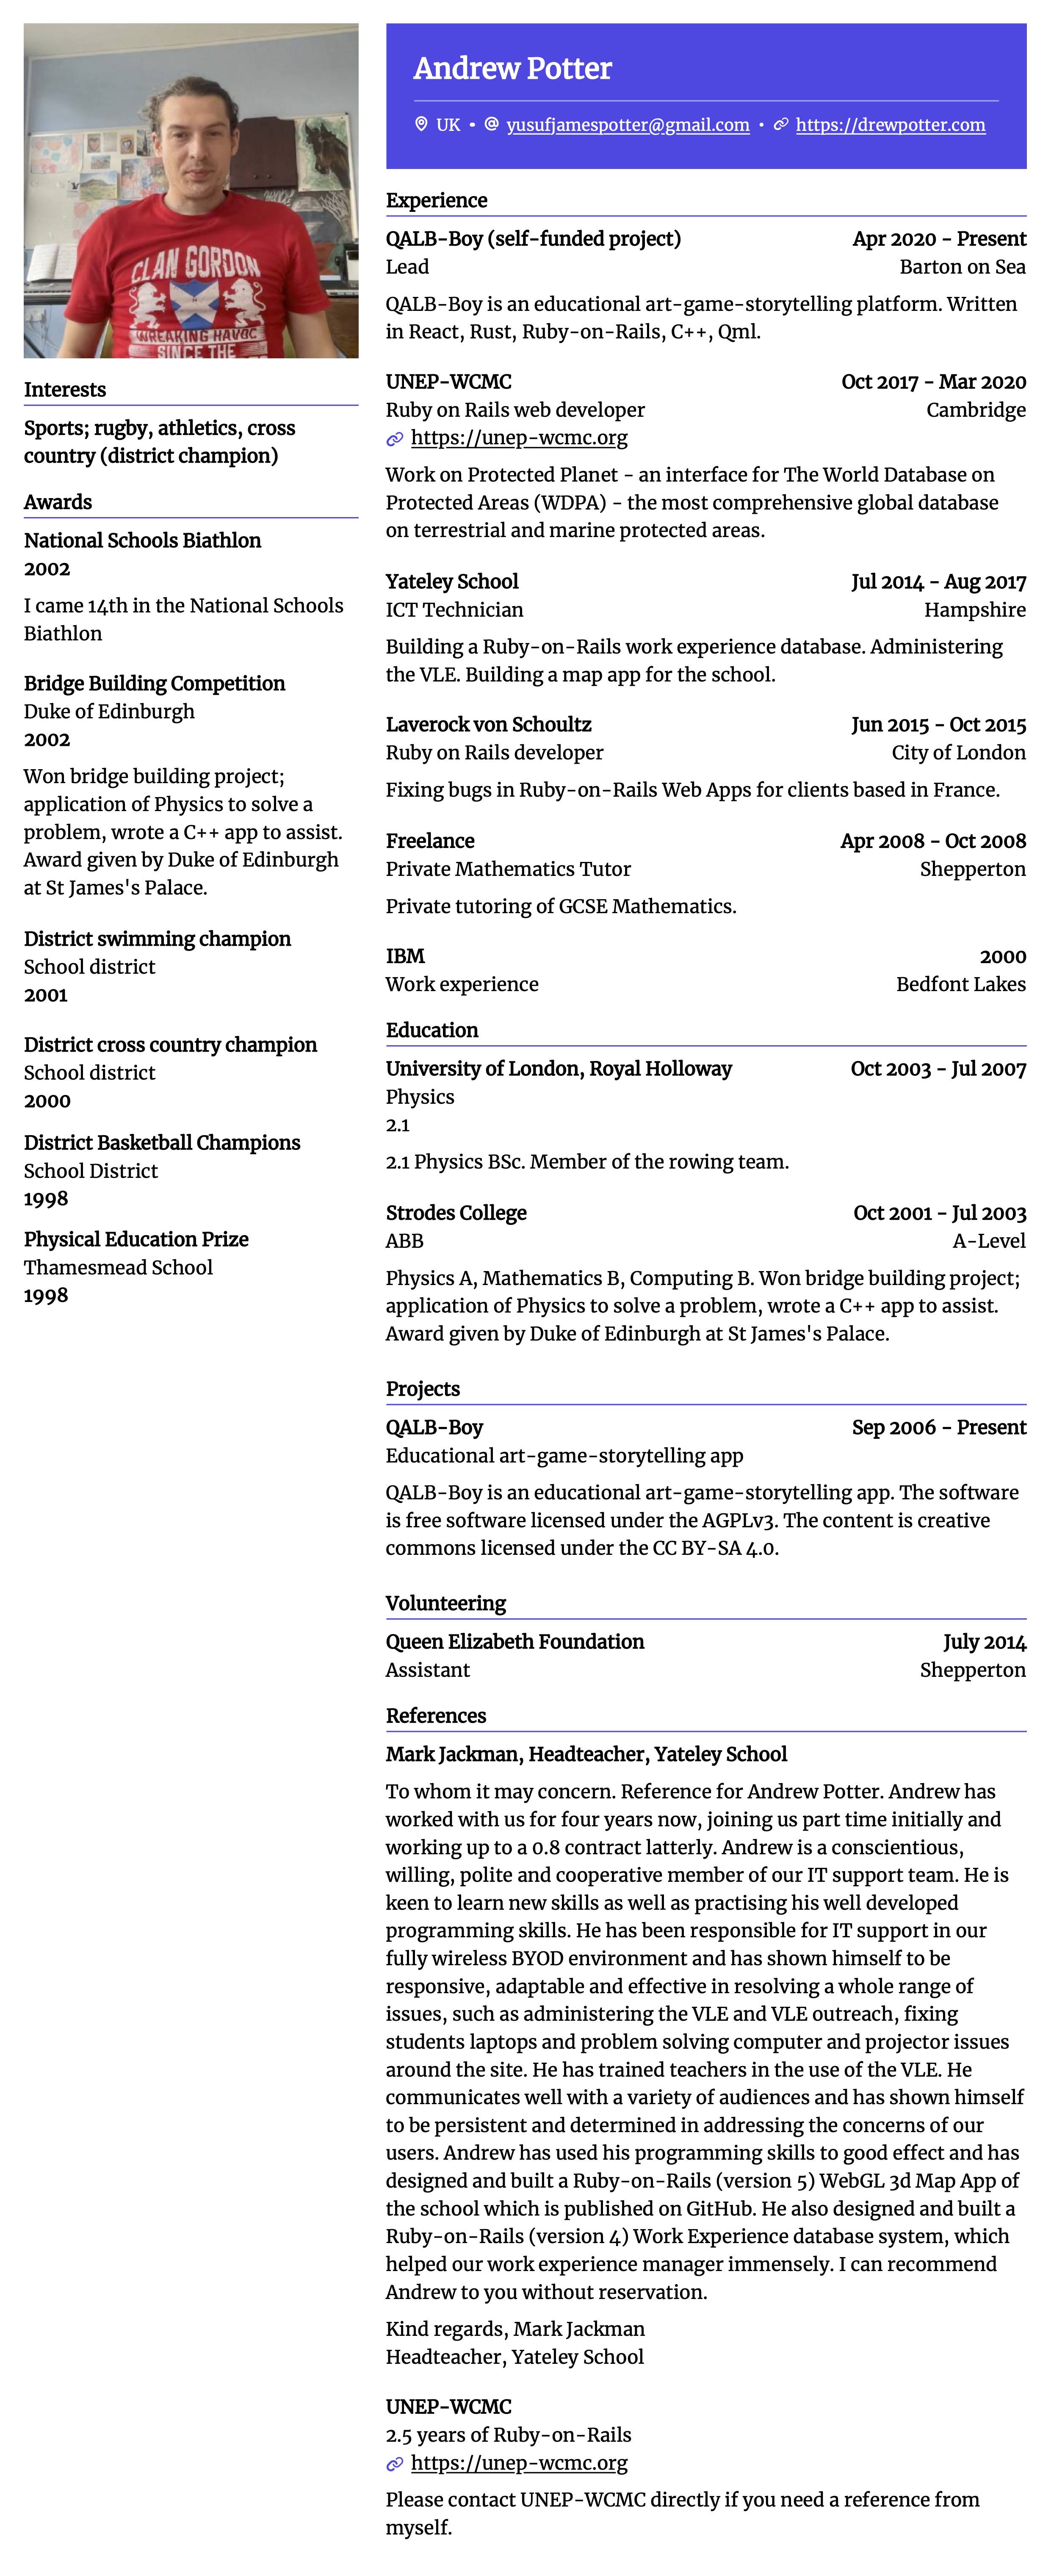 CLAN GORDON
WREAKING HAVOC
SINCE THE
Interests
Sports; rugby, athletics, cross
country (district champion)
Awards
National Schools Biathlon
2002
I came 14th in the National Schools
Biathlon
Bridge Building Competition
Duke of Edinburgh
2002
Won bridge building project;
application of Physics to solve a
problem, wrote a C++ app to assist.
Award given by Duke of Edinburgh
at St James's Palace.
District swimming champion
School district
2001
District cross country champion
School district
2000
District Basketball Champions
School District
1998
Physical Education Prize
Thamesmead School
1998
Andrew Potter
UK • yusufjamespotter@gmail.com • https://drewpotter.com
Experience
QALB-Boy (self-funded project) Apr 2020 - Present
Lead Barton on Sea
QALB-Boy is an educational art-game-storytelling platform. Written
in React, Rust, Ruby-on-Rails, C++, Qml.
UNEP-WCMC Oct 2017 - Mar 2020
Ruby on Rails web developer Cambridge
https://unep-wcmc.org
Work on Protected Planet - an interface for The World Database on
Protected Areas (WDPA) - the most comprehensive global database
on terrestrial and marine protected areas.
Yateley School Jul 2014 - Aug 2017
ICT Technician Hampshire
Building a Ruby-on-Rails work experience database. Administering
the VLE. Building a map app for the school.
Laverock von Schoultz Jun 2015 - Oct 2015
Ruby on Rails developer City of London
Fixing bugs in Ruby-on-Rails Web Apps for clients based in France.
Freelance Apr 2008 - Oct 2008
Private Mathematics Tutor Shepperton
Private tutoring of GCSE Mathematics.
IBM 2000
Work experience Bedfont Lakes
Education
University of London, Royal Holloway Oct 2003 - Jul 2007
Physics
2.1
2.1 Physics BSc. Member of the rowing team.
Strodes College Oct 2001 - Jul 2003
ABB A-Level
Physics A, Mathematics B, Computing B. Won bridge building project;
application of Physics to solve a problem, wrote a C++ app to assist.
Award given by Duke of Edinburgh at St James's Palace.
Projects
QALB-Boy Sep 2006 - Present
Educational art-game-storytelling app
QALB-Boy is an educational art-game-storytelling app. The software
is free software licensed under the AGPLv3. The content is creative
commons licensed under the CC BY-SA 4.0.
Volunteering
Queen Elizabeth Foundation July 2014
Assistant Shepperton
References
Mark Jackman, Headteacher, Yateley School
To whom it may concern. Reference for Andrew Potter. Andrew has
worked with us for four years now, joining us part time initially and
working up to a 0.8 contract latterly. Andrew is a conscientious,
willing, polite and cooperative member of our IT support team. He is
keen to learn new skills as well as practising his well developed
programming skills. He has been responsible for IT support in our
fully wireless BYOD environment and has shown himself to be
responsive, adaptable and effective in resolving a whole range of
issues, such as administering the VLE and VLE outreach, fixing
students laptops and problem solving computer and projector issues
around the site. He has trained teachers in the use of the VLE. He
communicates well with a variety of audiences and has shown himself
to be persistent and determined in addressing the concerns of our
users. Andrew has used his programming skills to good effect and has
designed and built a Ruby-on-Rails (version 5) WebGL 3d Map App of
the school which is published on GitHub. He also designed and built a
Ruby-on-Rails (version 4) Work Experience database system, which
helped our work experience manager immensely. I can recommend
Andrew to you without reservation.
Kind regards, Mark Jackman
Headteacher, Yateley School
UNEP-WCMC
2.5 years of Ruby-on-Rails
https://unep-wcmc.org
Please contact UNEP-WCMC directly if you need a reference from
myself.